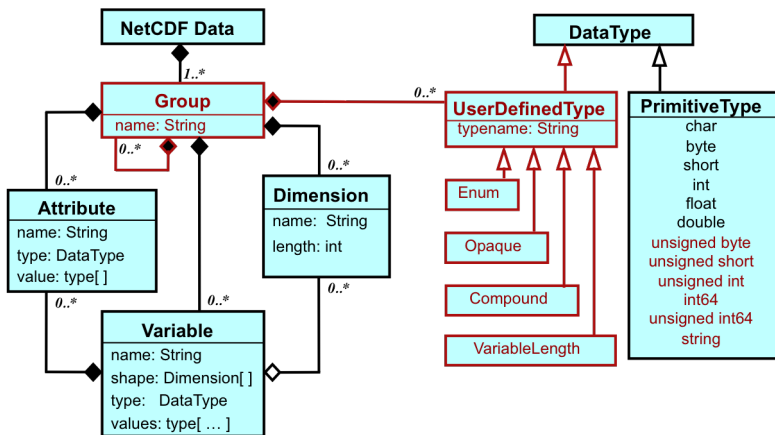 NetCDF Data
1..*
Group
name: String
0..*
0..*
Attribute
name: String
type: DataType
value: type[ ]
0..*
0..*
Dimension
name: String
length: int
0..*
0..*
Variable
name: String
shape: Dimension[ ]
type: DataType
values: type[ … ]
0..*
DataType
0..*
UserDefinedType
typename: String
Enum
Opaque
Compound
VariableLength
PrimitiveType
char
byte
short
int
float
double
unsigned byte
unsigned short
unsigned int
int64
unsigned int64
string